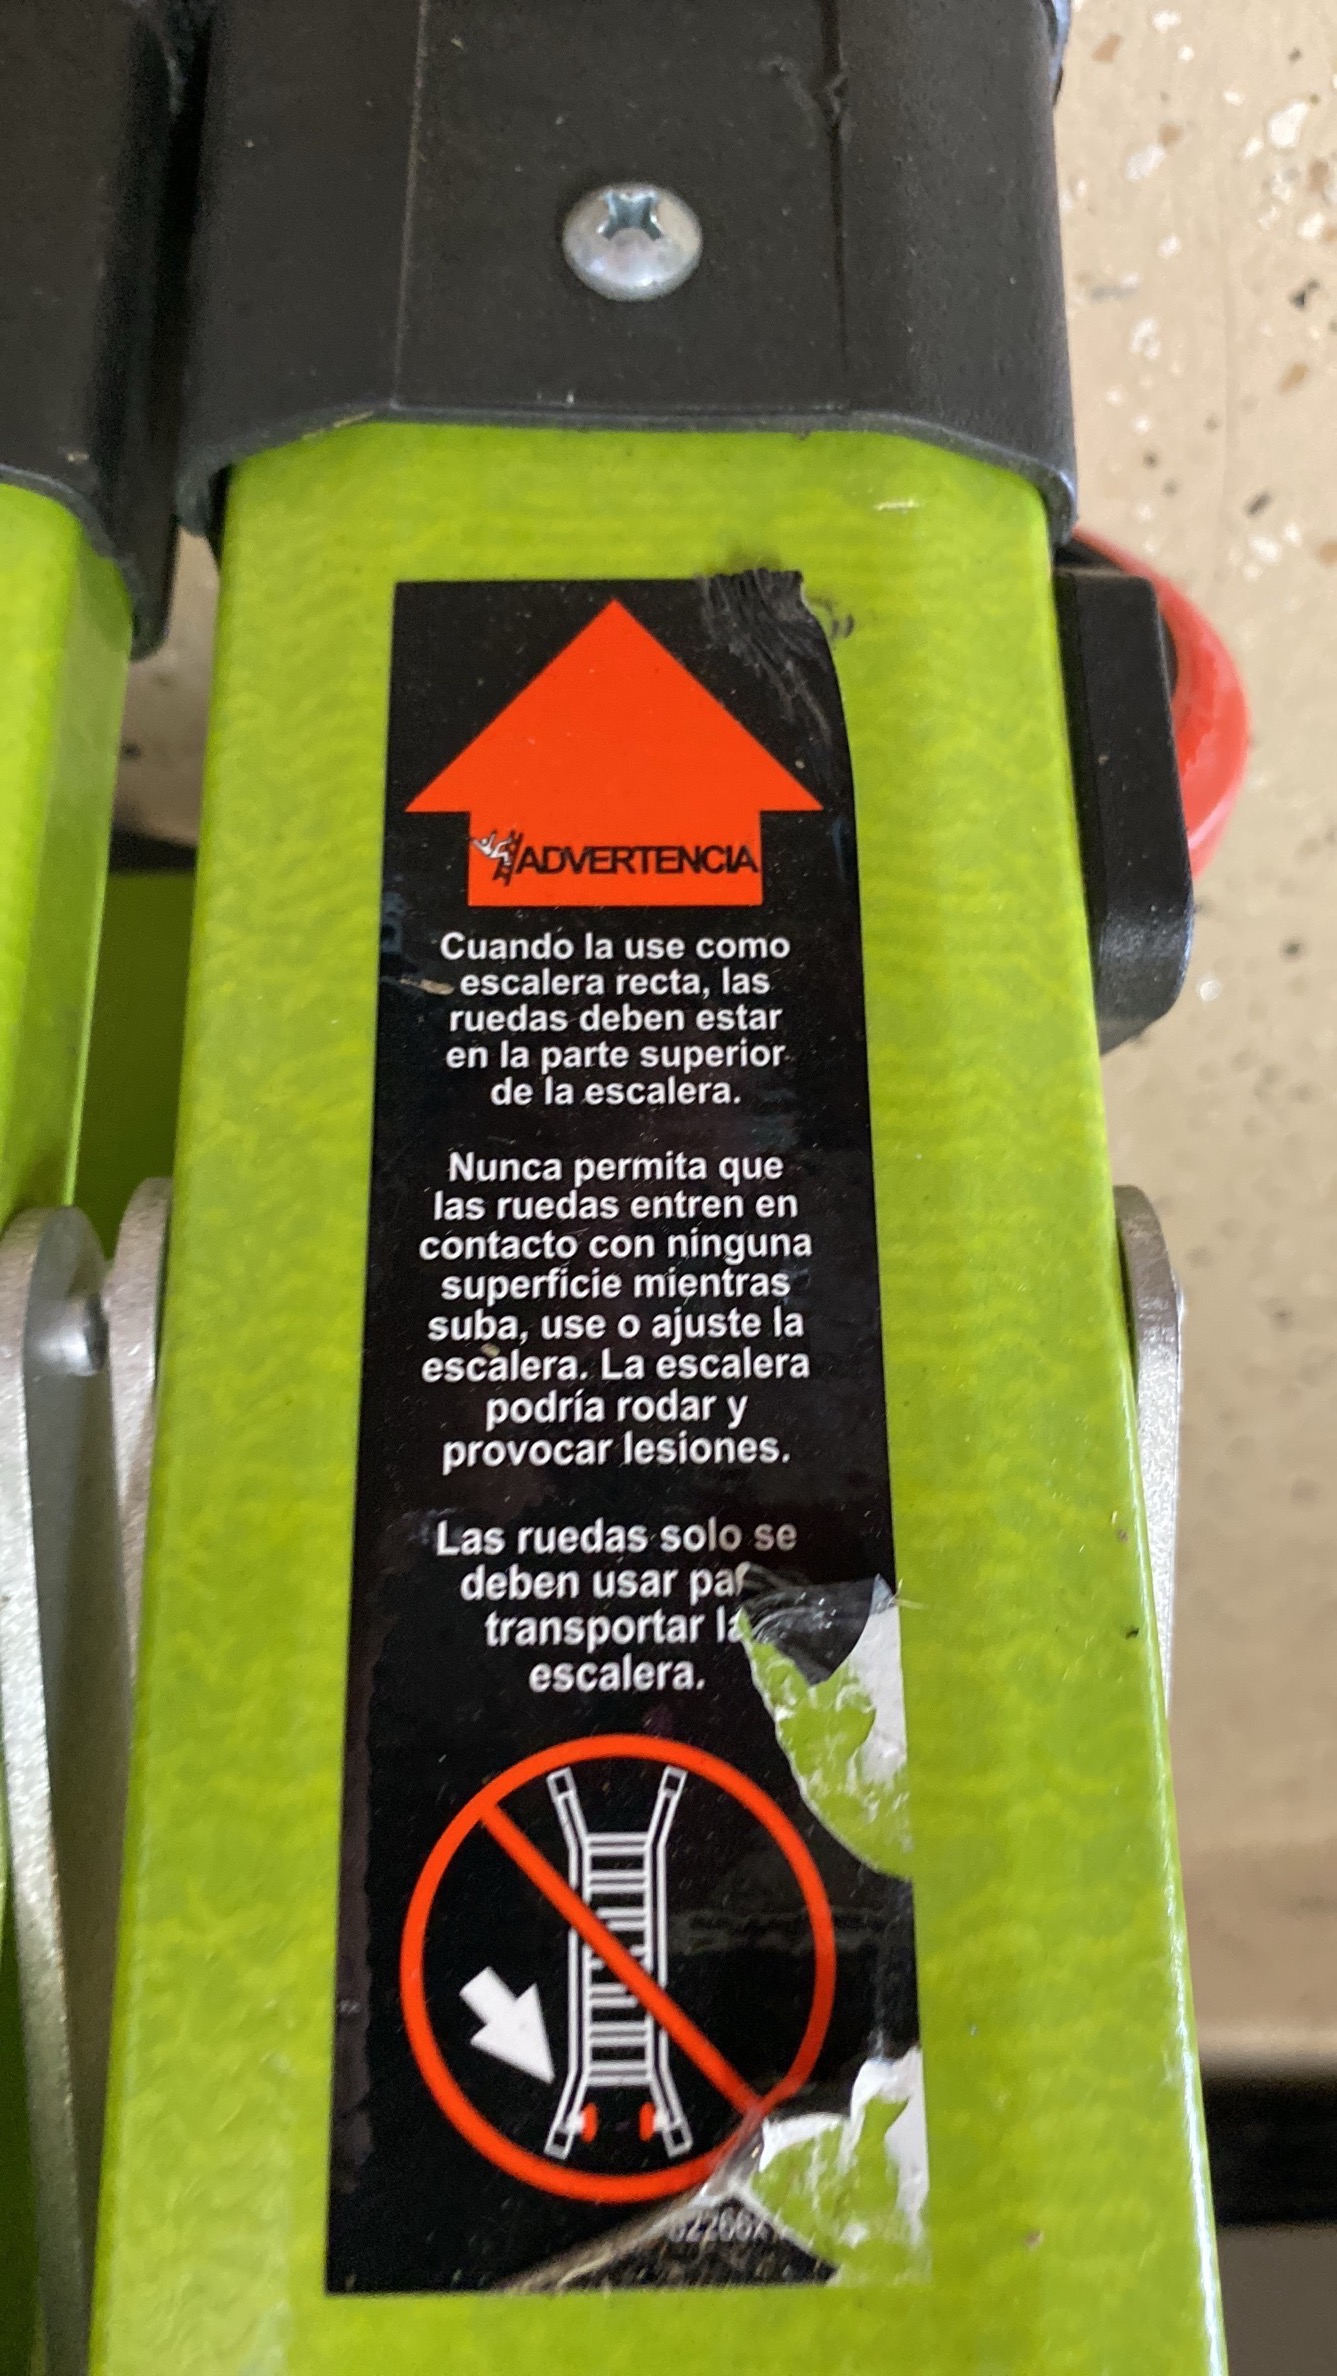 ADVERTENCIA
Cuando la use como
escalera recta, las
ruedas deben estar
en la parte superior
de la escalera.
Nunca permita que
las ruedas entren en
contacto con ninguna
superficie mientras
suba, use o ajuste la
escalera. La escalera
podría rodar y
provocar lesiones.
Las ruedas solo se
deben usar
transportar
escalera.